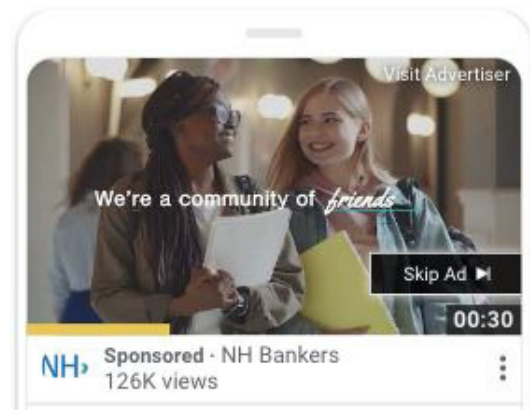 Visit Advertiser
We're a community of friends
Skip Ad
00:30
NH›
Sponsored · NH Bankers
126K views